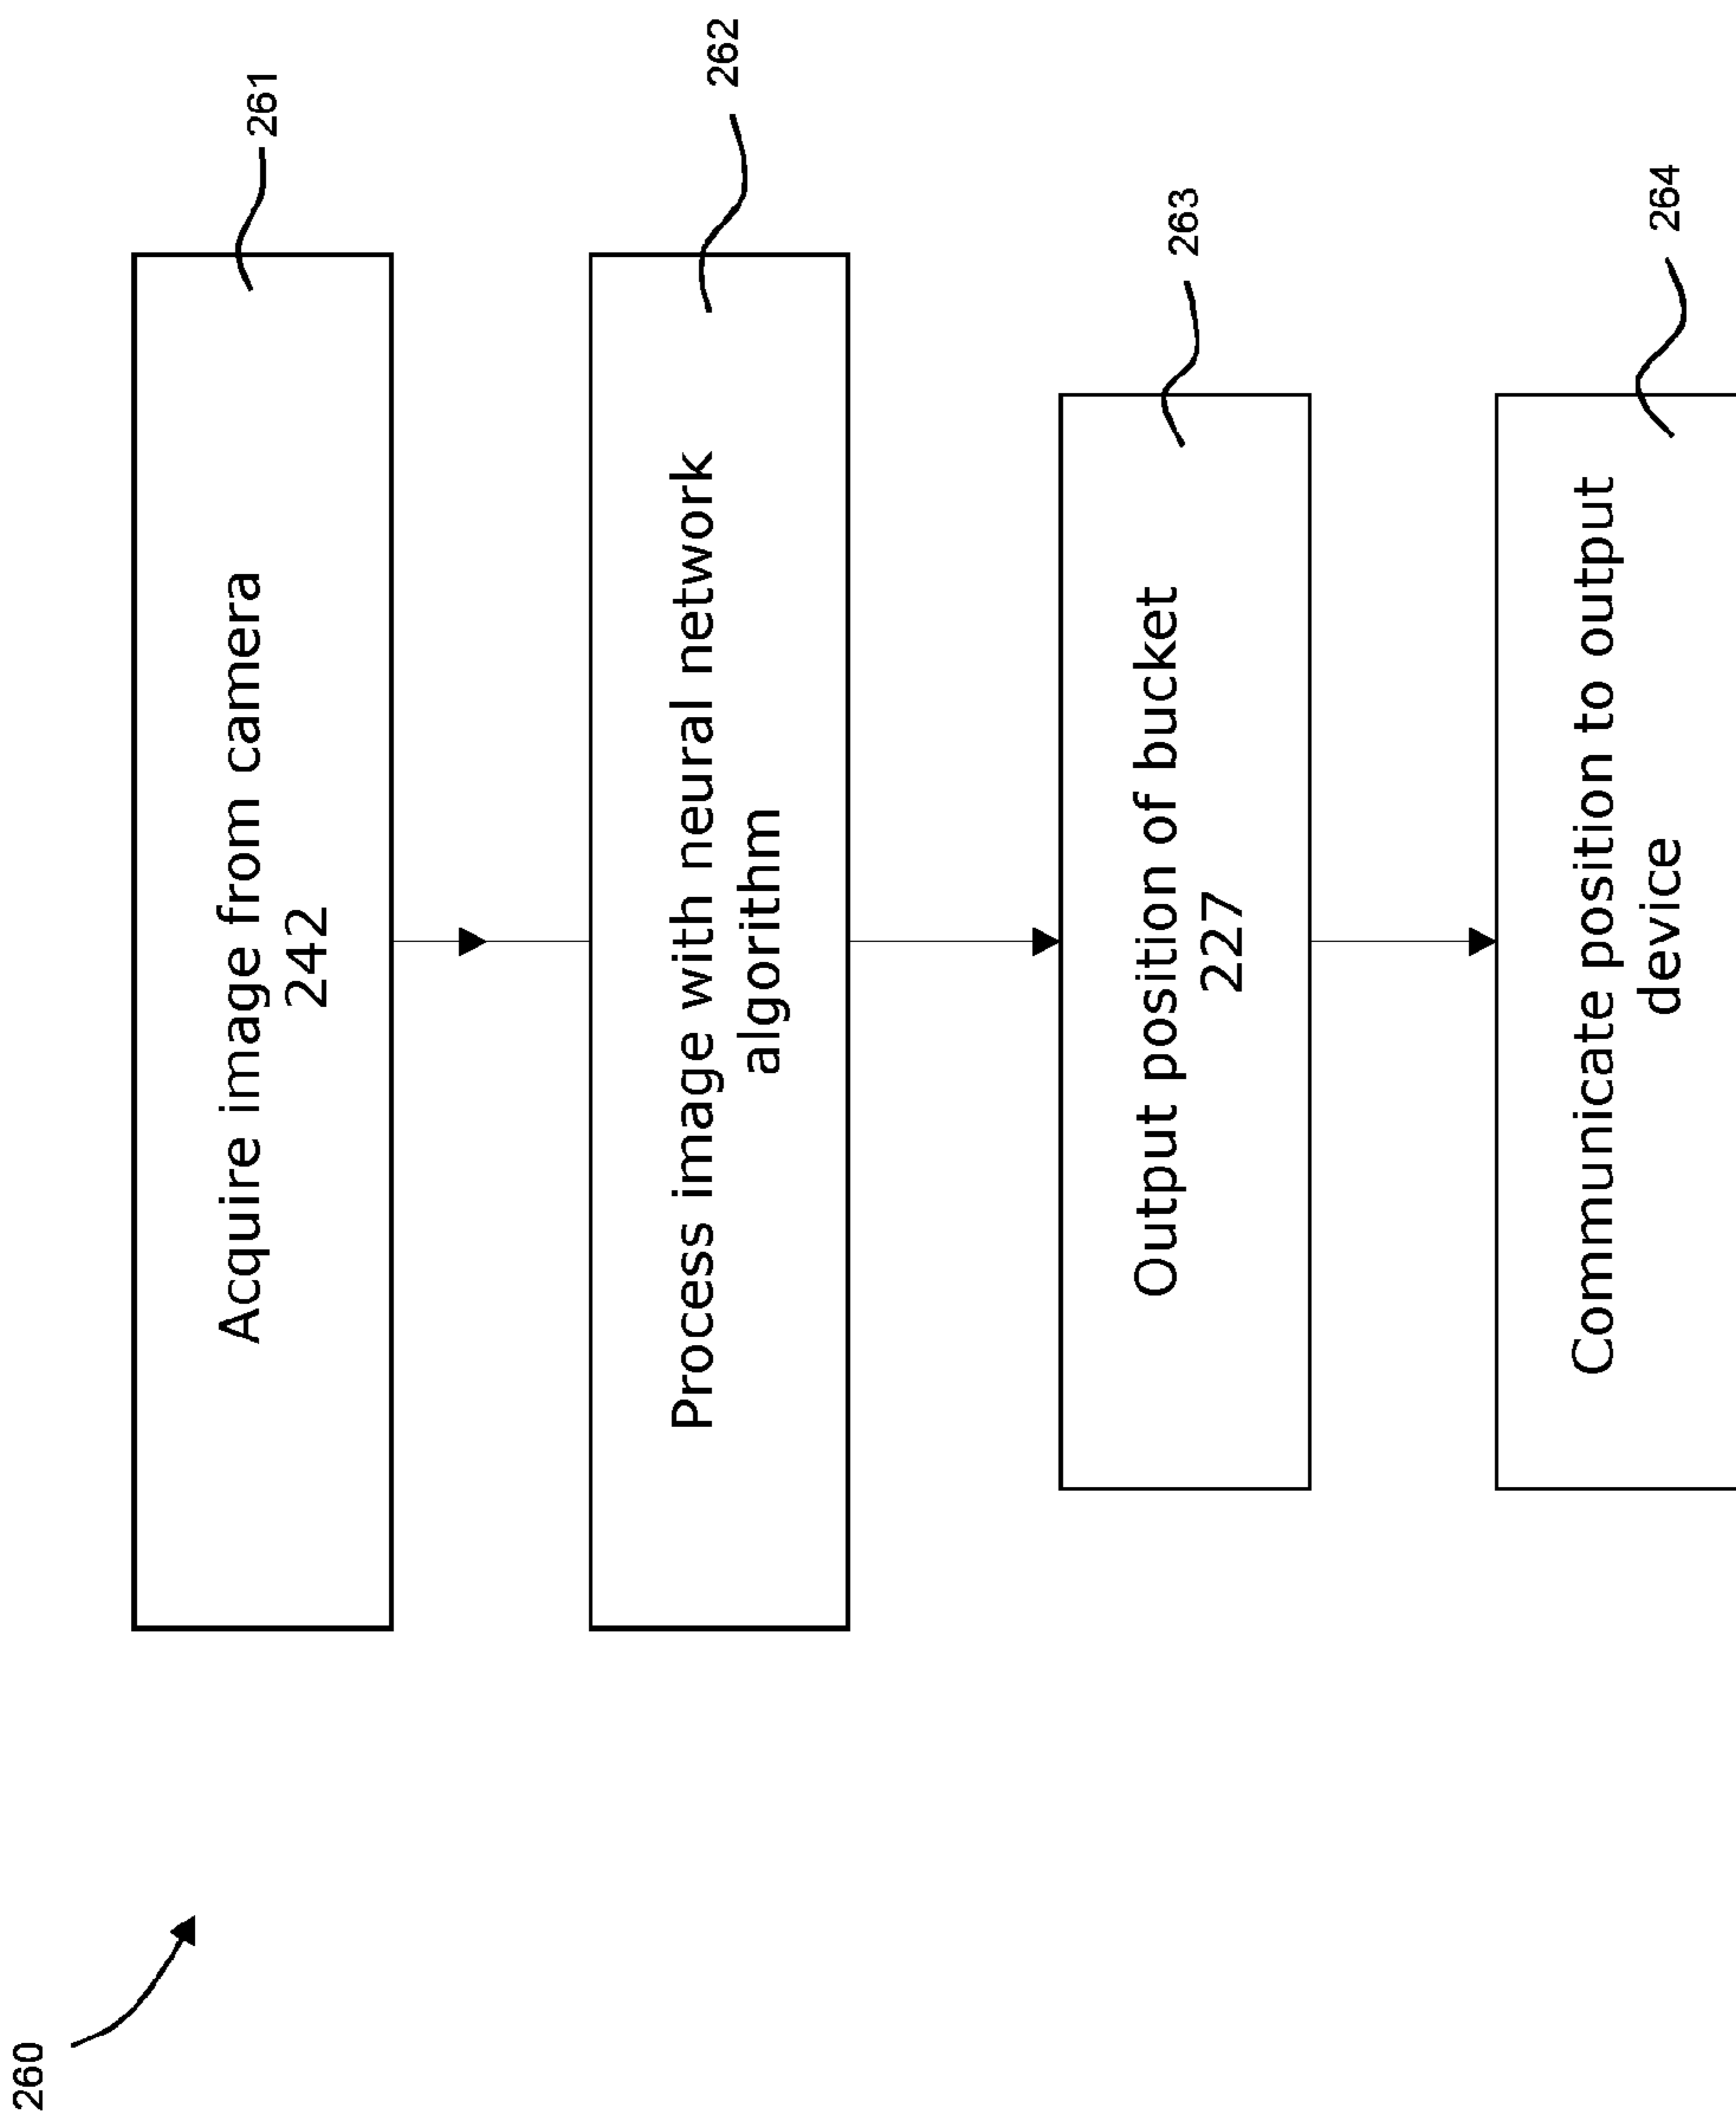 260
Acquire image from camera
242
261
Process image with neural network
algorithm
262
Output position of bucket
227
263
Communicate position to output
device
264